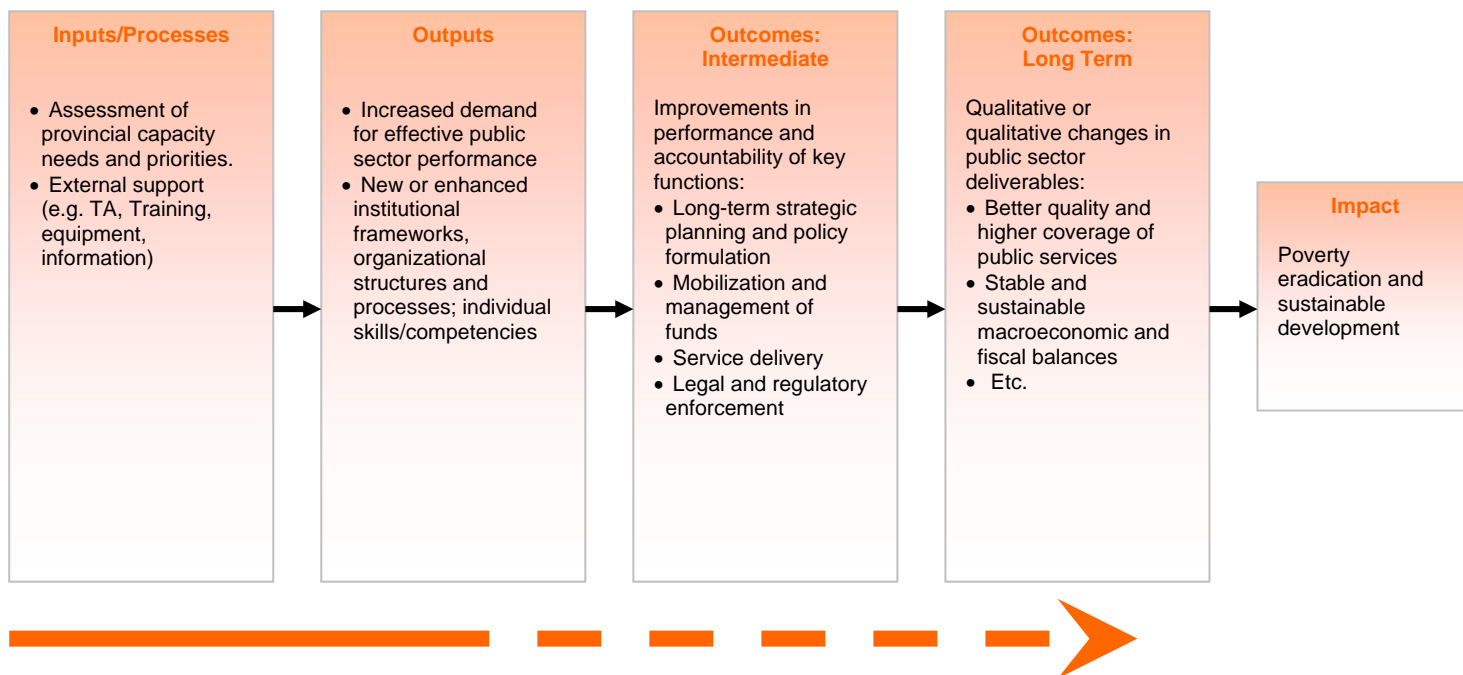 Inputs/Processes
• Assessment of
provincial capacity
needs and priorities.
• External support
(e.g. TA, Training,
equipment,
information)
Outputs
• Increased demand
for effective public
sector performance
• New or enhanced
institutional
frameworks,
organizational
structures and
processes; individual
skills/competencies
Outcomes:
Intermediate
Improvements in
performance and
accountability of key
functions:
• Long-term strategic
planning and policy
formulation
• Mobilization and
management of
funds
• Service delivery
• Legal and regulatory
enforcement
Outcomes:
Long Term
Qualitative or
qualitative changes in
public sector
deliverables:
• Better quality and
higher coverage of
public services
• Stable and
sustainable
macroeconomic and
fiscal balances
• Etc.
Impact
Poverty
eradication and
sustainable
development